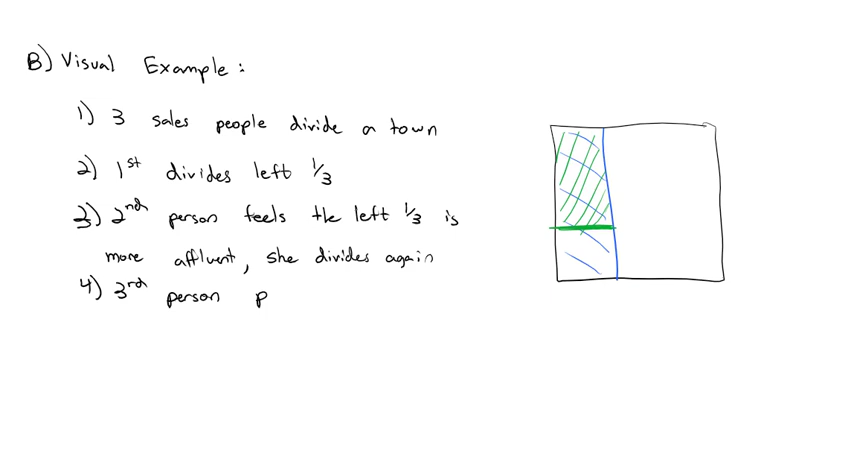 B) Visual Example :
1) 3 sales people divide a town
2) 1st divides left 1/3
3) 2nd person feels the left 1/3 is
more affluent, she divides again
4) 3rd person p